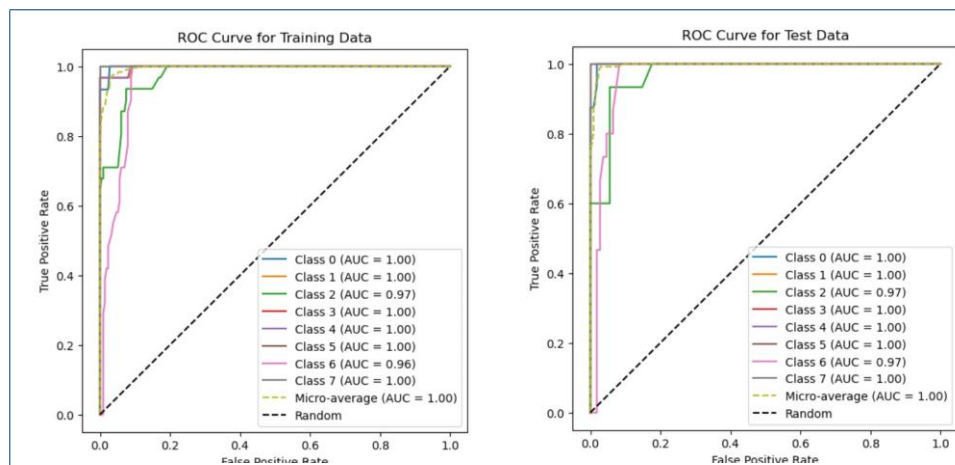 ROC Curve for Training Data
True Positive Rate
1.0
0.8
0.6
0.4
0.2
0.0
Class 0 (AUC = 1.00)
Class 1 (AUC = 1.00)
Class 2 (AUC = 0.97)
Class 3 (AUC = 1.00)
Class 4 (AUC = 1.00)
Class 5 (AUC = 1.00)
Class 6 (AUC = 0.96)
Class 7 (AUC = 1.00)
Micro-average (AUC = 1.00)
Random
0.0 0.2 0.4 0.6 0.8 1.0
False Positive Rate
ROC Curve for Test Data
True Positive Rate
1.0
0.8
0.6
0.4
0.2
0.0
Class 0 (AUC = 1.00)
Class 1 (AUC = 1.00)
Class 2 (AUC = 0.97)
Class 3 (AUC = 1.00)
Class 4 (AUC = 1.00)
Class 5 (AUC = 1.00)
Class 6 (AUC = 0.97)
Class 7 (AUC = 1.00)
Micro-average (AUC = 1.00)
Random
0.0 0.2 0.4 0.6 0.8 1.0
False Positive Rate